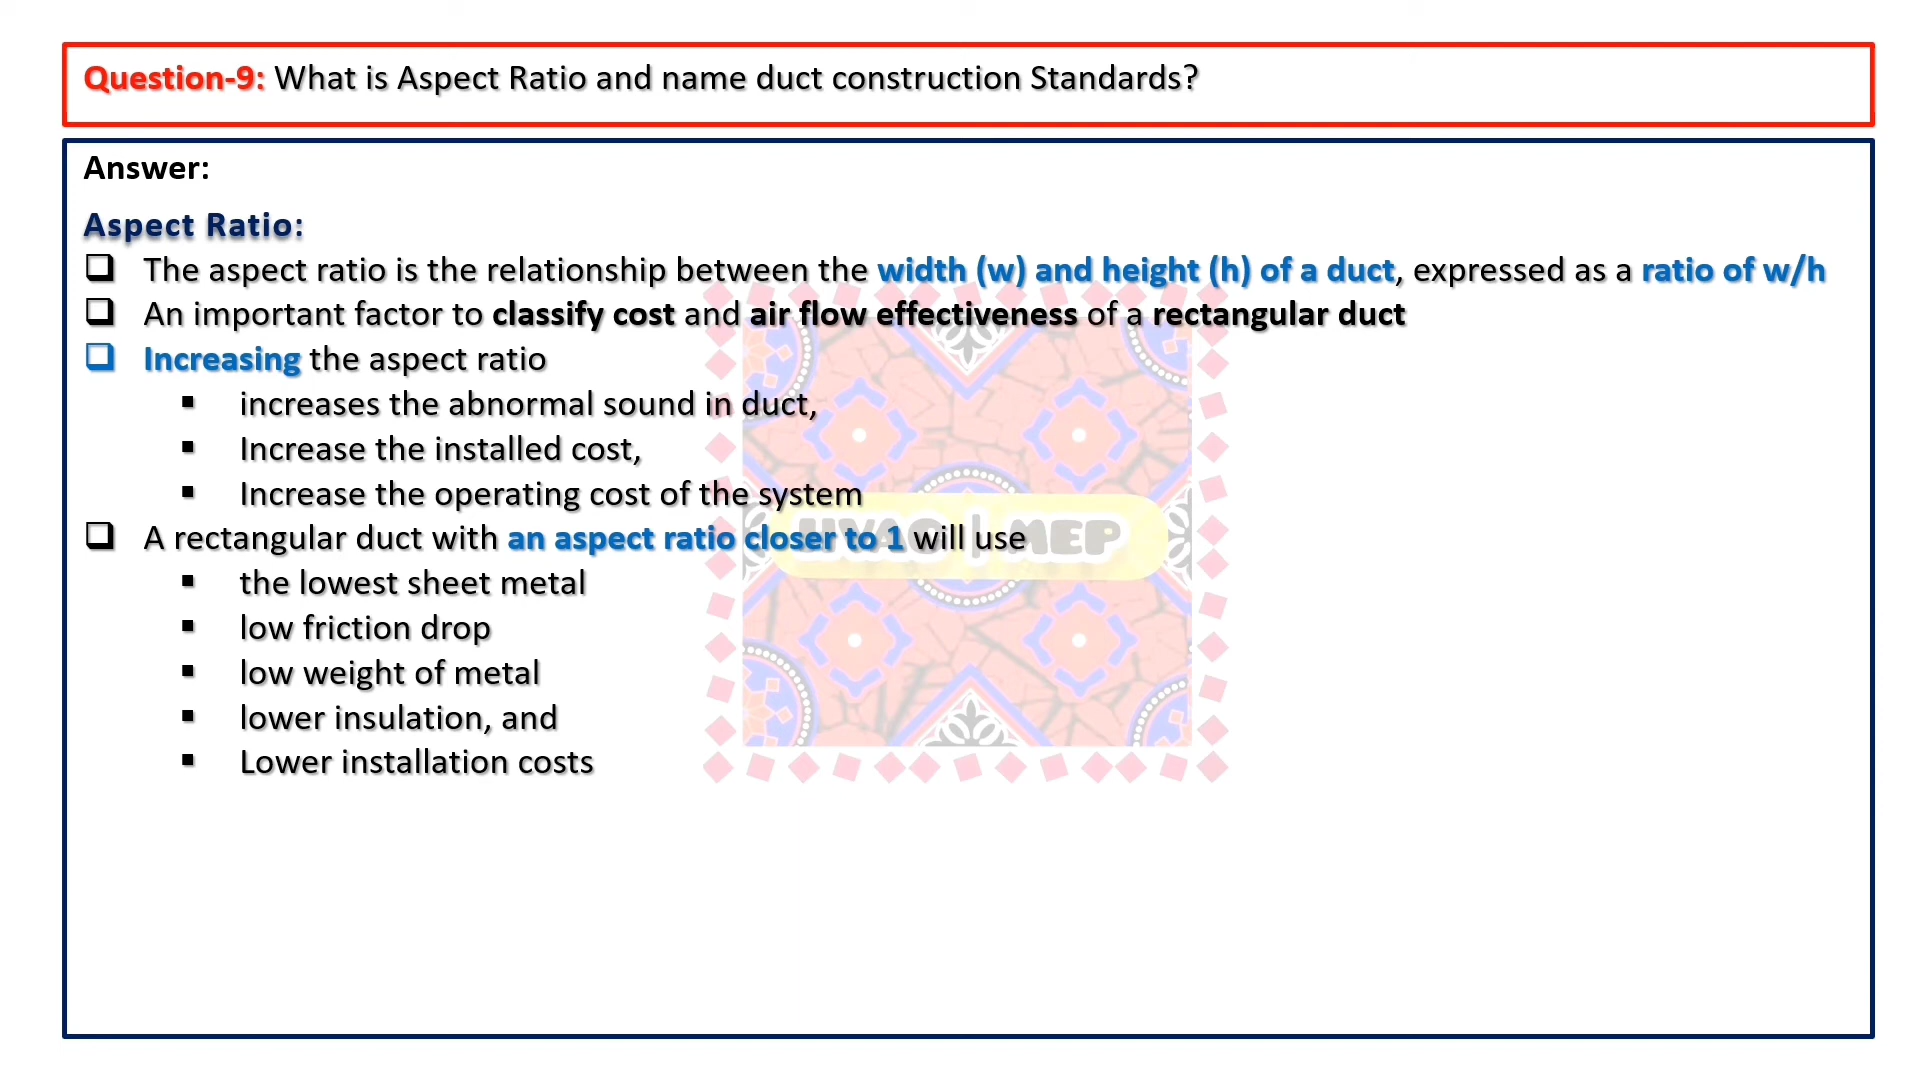 Question-9: What is Aspect Ratio and name duct construction Standards?
Answer:
Aspect Ratio:
The aspect ratio is the relationship between the width (w) and height (h) of a duct, expressed as a ratio of w/h
An important factor to classify cost and air flow effectiveness of a rectangular duct
Increasing the aspect ratio
increases the abnormal sound in duct,
Increase the installed cost,
Increase the operating cost of the system
A rectangular duct with an aspect ratio closer to 1 will use
HVAC | MEP
the lowest sheet metal
low friction drop
low weight of metal
lower insulation, and
Lower installation costs